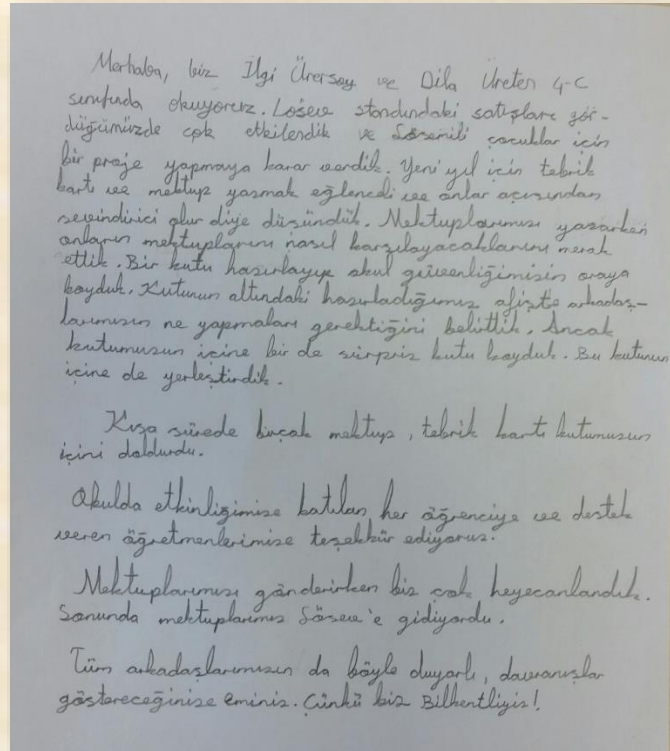 Merhaba, biz İlgi Ürersoy ve Dila Üreten 4-C
sınıfında okuyoruz. Lösev standındaki satışları gör-
düğümüzde çok etkilendik ve Lösemili çocuklar için
bir proje yapmaya karar verdik. Yeni yıl için tebrik
kartı ve mektup yazmak eğlenceli ve onlar açısından
sevindirici olur diye düşündük. Mektuplarımızı yazarken
onların mektuplarını nasıl karşılayacaklarını merak
ettik. Bir kutu hazırlayıp okul güvenliğimizin oraya
koyduk. Kutunun altındaki hazırladığımız afişte arkadaş-
larımızın ne yapmaları gerektiğini belittik. Ancak
kutumuzun içine bir de sürpriz kutu koyduk. Bu kutunun
içine de yerleştirdik.
Kısa sürede birçok mektup, tebrik kartı kutumuzun
içini doldurdu.
Okulda etkinliğimize katılan her öğrenciye ve destek
veren öğretmenlerimize teşekkür ediyoruz.
Mektuplarımızı gönderirken biz çok heyecanlandık.
Sonunda mektuplarımız Lösev'e gidiyordu.
Tüm arkadaşlarımızın da böyle duyarlı, davranışlar
göstereceğinize eminiz. Çünkü biz Bilkentliyiz!